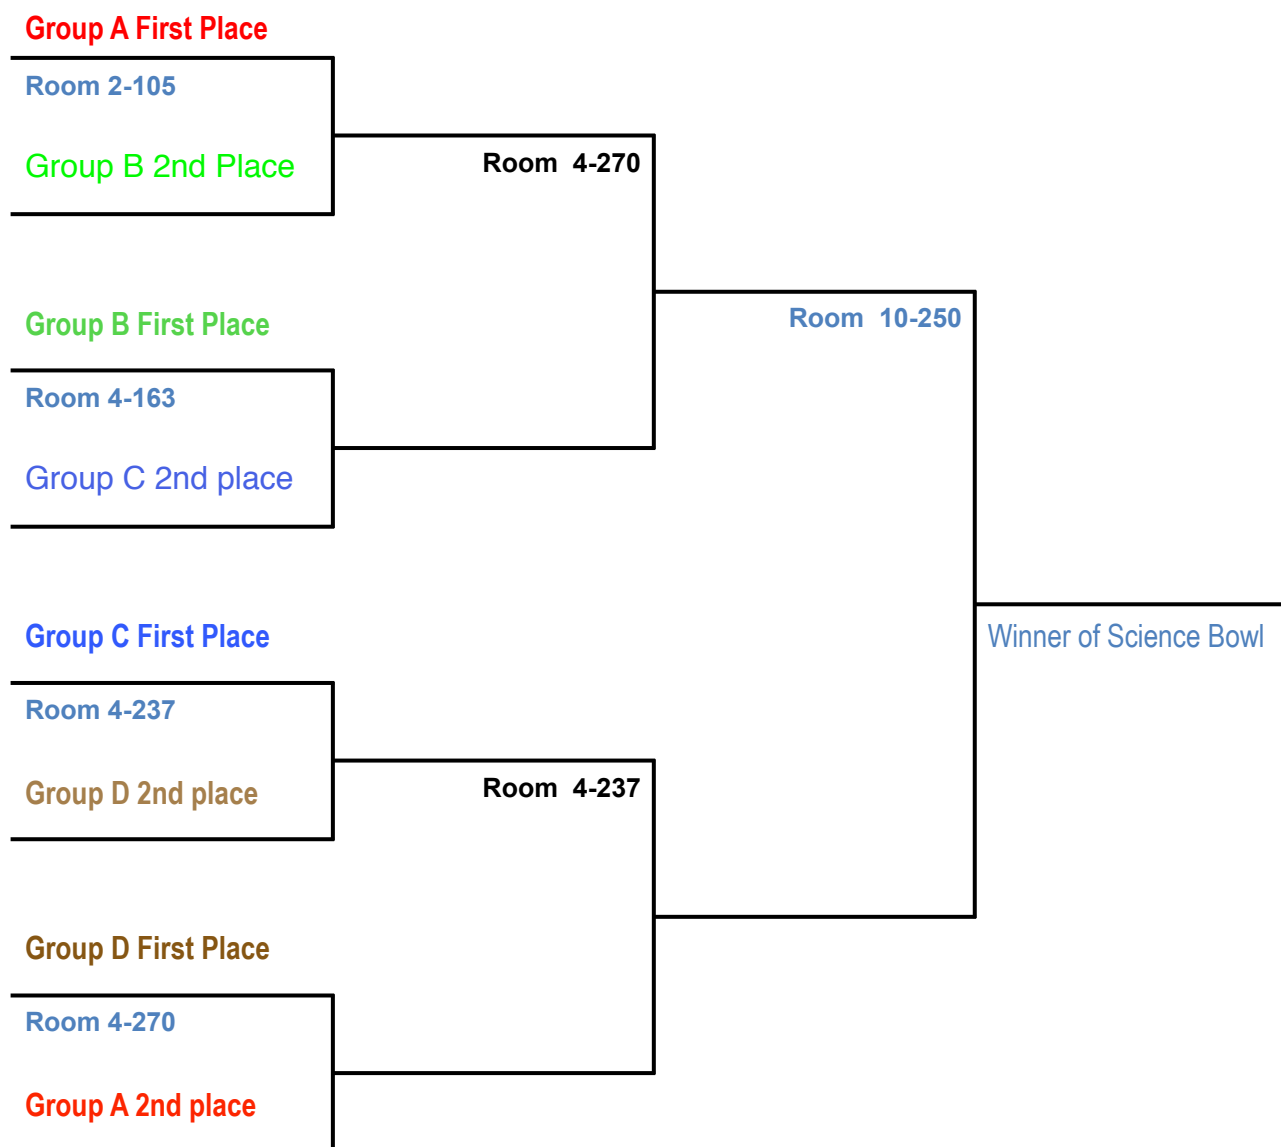 Group A First Place
Room 2-105
Group B 2nd Place
Room  4-270
Group B First Place
Room  10-250
Room 4-163
Group C 2nd place
Group C First Place
Winner of Science Bowl
Room 4-237
Group D 2nd place
Room  4-237
Group D First Place
Room 4-270
Group A 2nd place